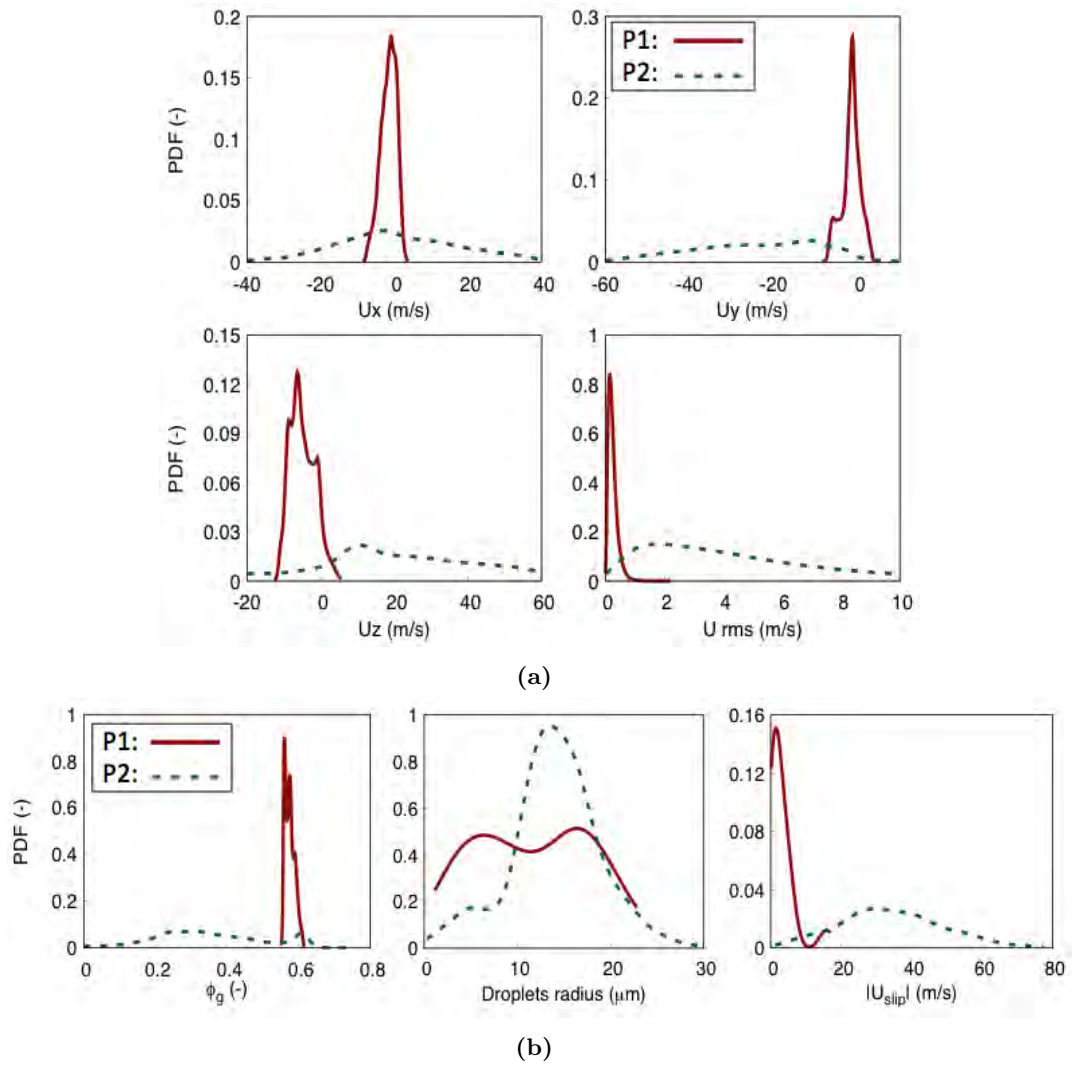 0.2
0.15
0.1
0.05
0
PDF (-)
-40 -20 0 20 40
Ux (m/s)
0.3
0.2
0.1
0
P1:
P2:
-60 -40 -20 0
Uy (m/s)
0.15
0.12
0.09
0.06
0.03
0
PDF (-)
-20 0 20 40 60
Uz (m/s)
1
0.8
0.6
0.4
0.2
0
0 2 4 6 8 10
U rms (m/s)
(a)
1
0.8
0.6
0.4
0.2
0
PDF (-)
P1:
P2:
0 0.2 0.4 0.6 0.8
ϕg (-)
1
0.8
0.6
0.4
0.2
0
0 10 20 30
Droplets radius (μm)
0.16
0.12
0.08
0.04
0
0 20 40 60 80
|Uslip| (m/s)
(b)